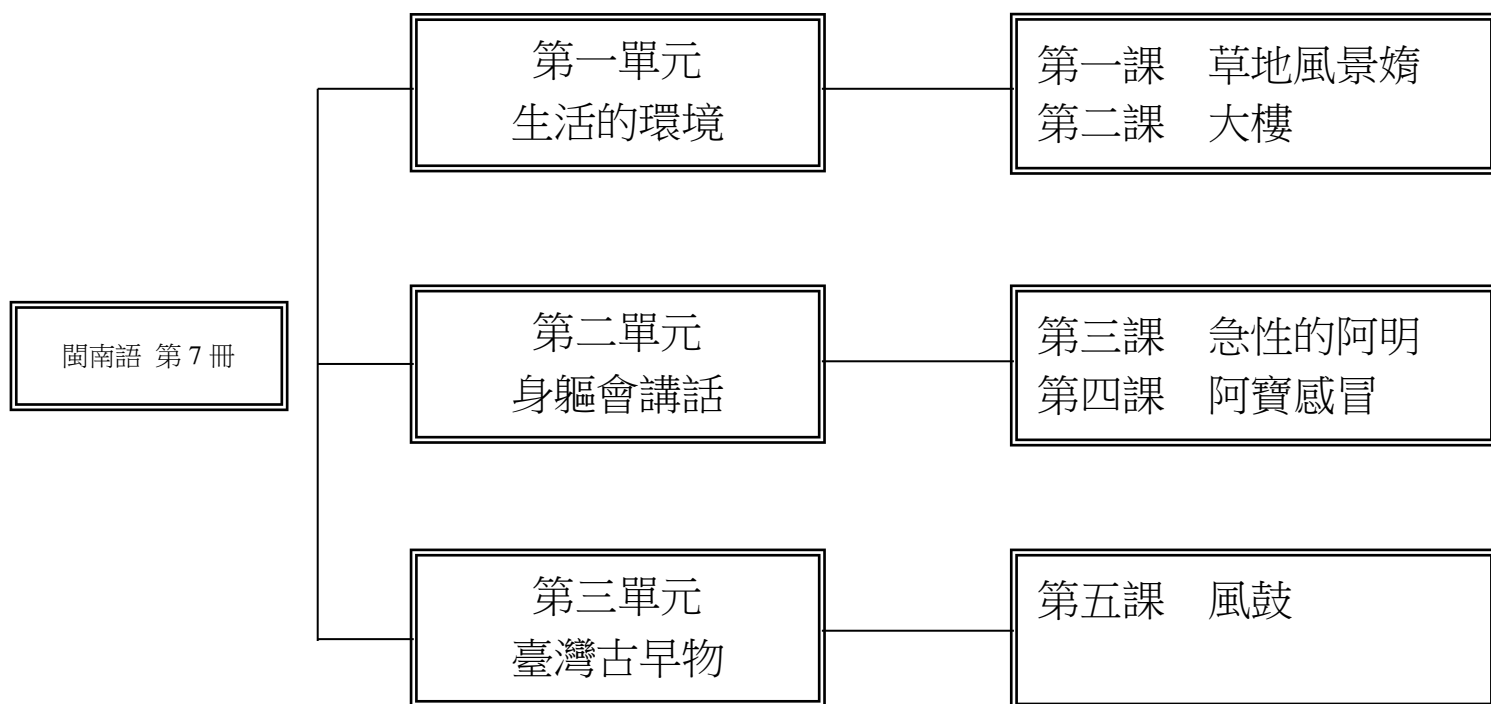 閩南語 第 7 冊
第一單元
生活的環境
第一課　草地風景媠
第二課　大樓
第二單元
身軀會講話
第三課　急性的阿明
第四課　阿寶感冒
第三單元
臺灣古早物
第五課　風鼓